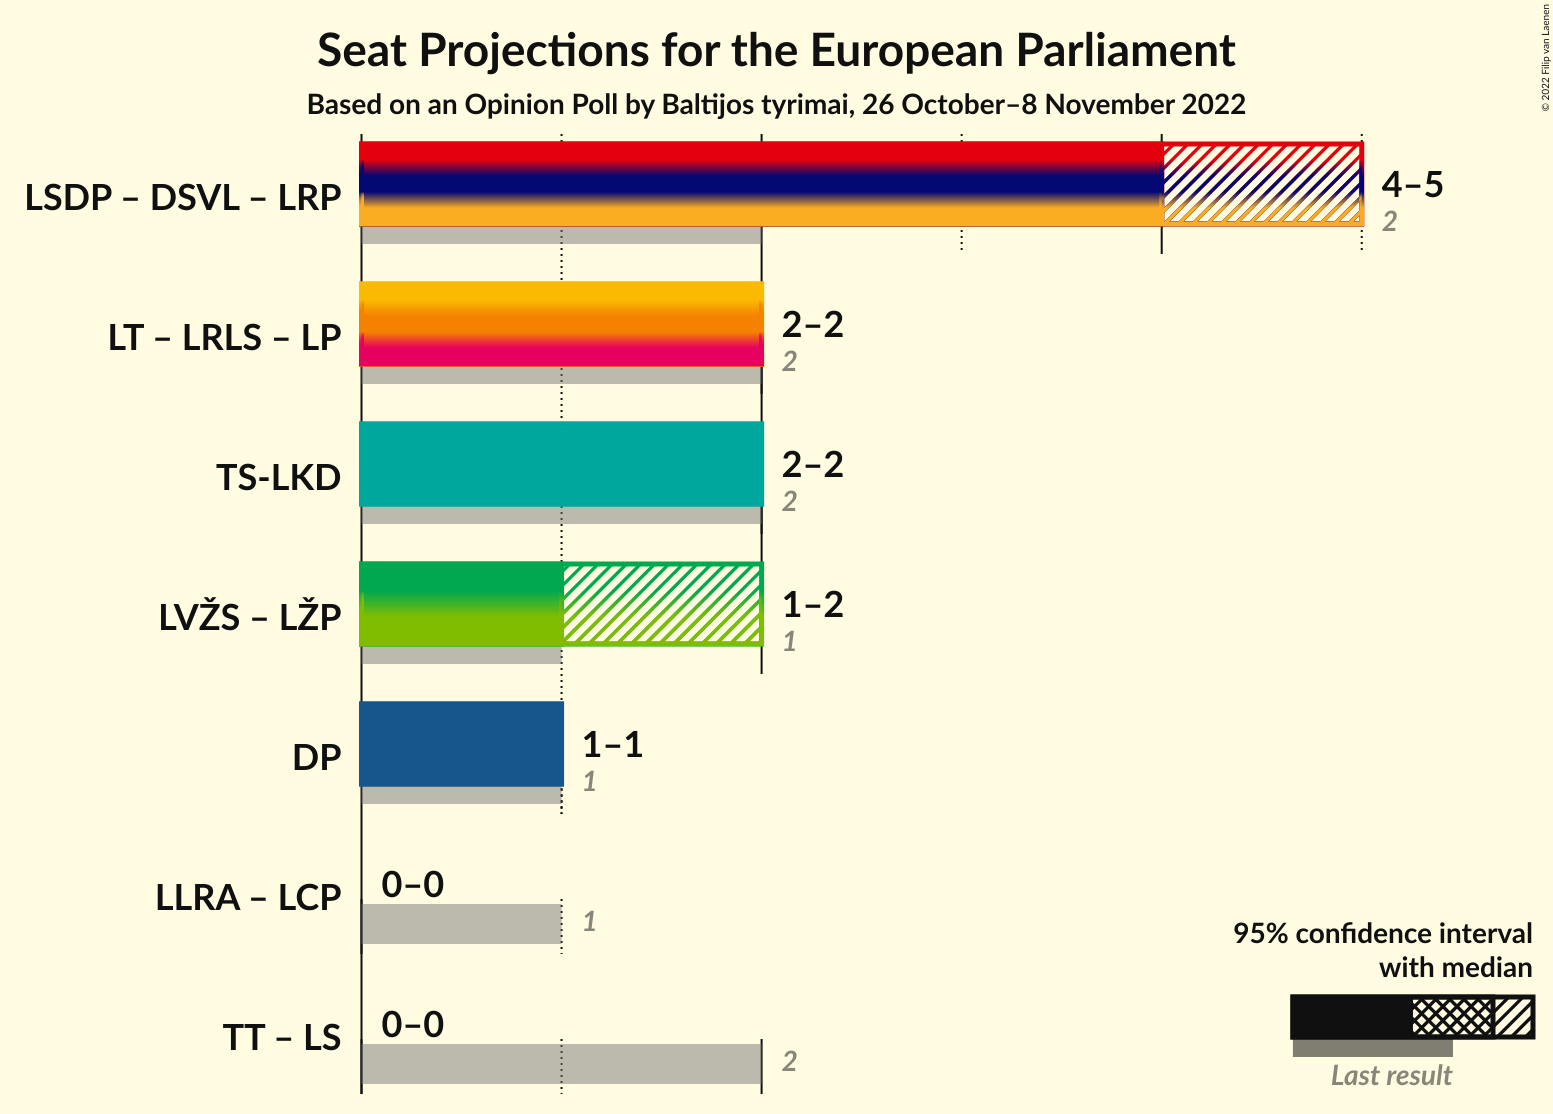 Seat Projections for the European Parliament
Based on an Opinion Poll by Baltijos tyrimai, 26 October–8 November 2022
© 2022 Filip van Laenen
LSDP – DSVL – LRP
4–5
2
LT – LRLS – LP
2–2
2
TS-LKD
2–2
2
LVŽS – LŽP
1–2
1
DP
1–1
1
LLRA – LCP
0–0
1
TT – LS
0–0
2
95% confidence interval
with median
Last result